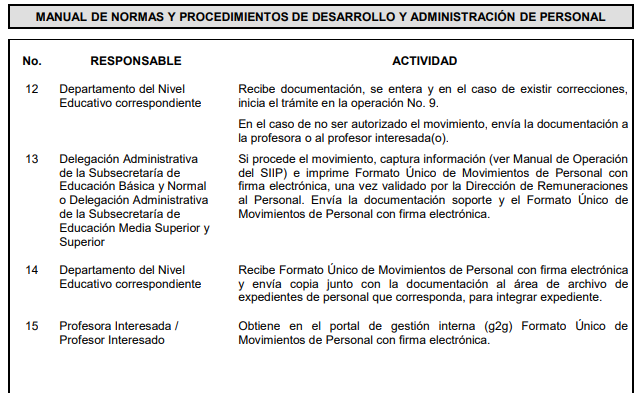 MANUAL DE NORMAS Y PROCEDIMIENTOS DE DESARROLLO Y ADMINISTRACIÓN DE PERSONAL
No. RESPONSABLE ACTIVIDAD
12 Departamento del Nivel
Educativo correspondiente
Recibe documentación, se entera y en el caso de existir correcciones,
inicia el trámite en la operación No. 9.
En el caso de no ser autorizado el movimiento, envía la documentación a
la profesora o al profesor interesada(o).
13 Delegación Administrativa
de la Subsecretaría de
Educación Básica y Normal
o Delegación Administrativa
de la Subsecretaría de
Educación Media Superior y
Superior
Si procede el movimiento, captura información (ver Manual de Operación
del SIIP) e imprime Formato Único de Movimientos de Personal con
firma electrónica, una vez validado por la Dirección de Remuneraciones
al Personal. Envía la documentación soporte y el Formato Único de
Movimientos de Personal con firma electrónica.
14 Departamento del Nivel
Educativo correspondiente
Recibe Formato Único de Movimientos de Personal con firma electrónica
y envía copia junto con la documentación al área de archivo de
expedientes de personal que corresponda, para integrar expediente.
15 Profesora Interesada /
Profesor Interesado
Obtiene en el portal de gestión interna (g2g) Formato Único de
Movimientos de Personal con firma electrónica.